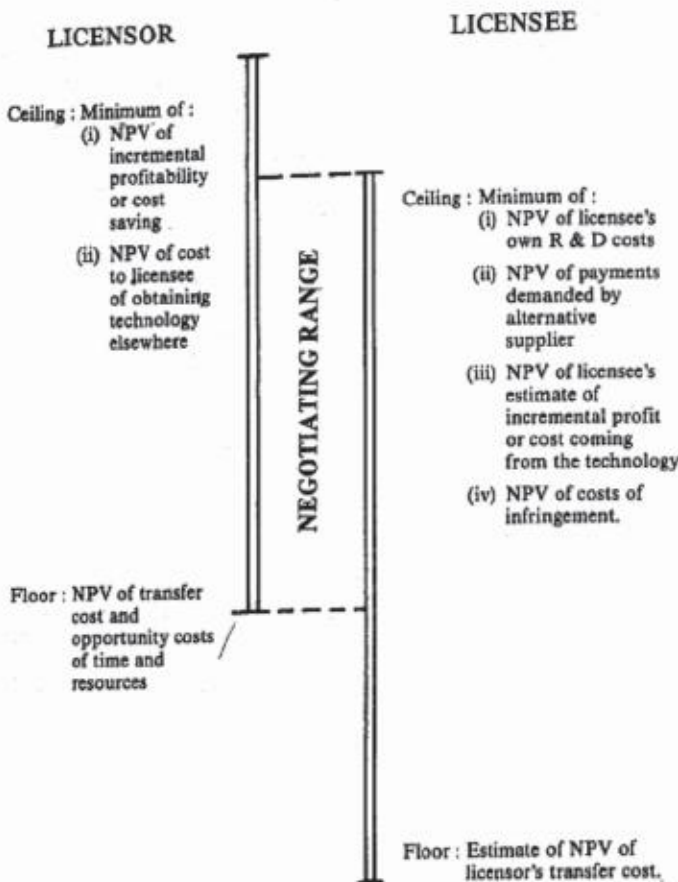 LICENSOR
LICENSEE
Ceiling : Minimum of :
(i) NPV of
incremental
profitability
or cost
saving
(ii) NPV of cost
to licensee
of obtaining
technology
elsewhere
NEGOTIATING RANGE
Ceiling : Minimum of :
(i) NPV of licensee's
own R & D costs
(ii) NPV of payments
demanded by
alternative
supplier
(iii) NPV of licensee's
estimate of
incremental profit
or cost coming
from the technology
(iv) NPV of costs of
infringement.
Floor : NPV of transfer
cost and
opportunity costs
of time and
resources
Floor : Estimate of NPV of
licensor's transfer cost.